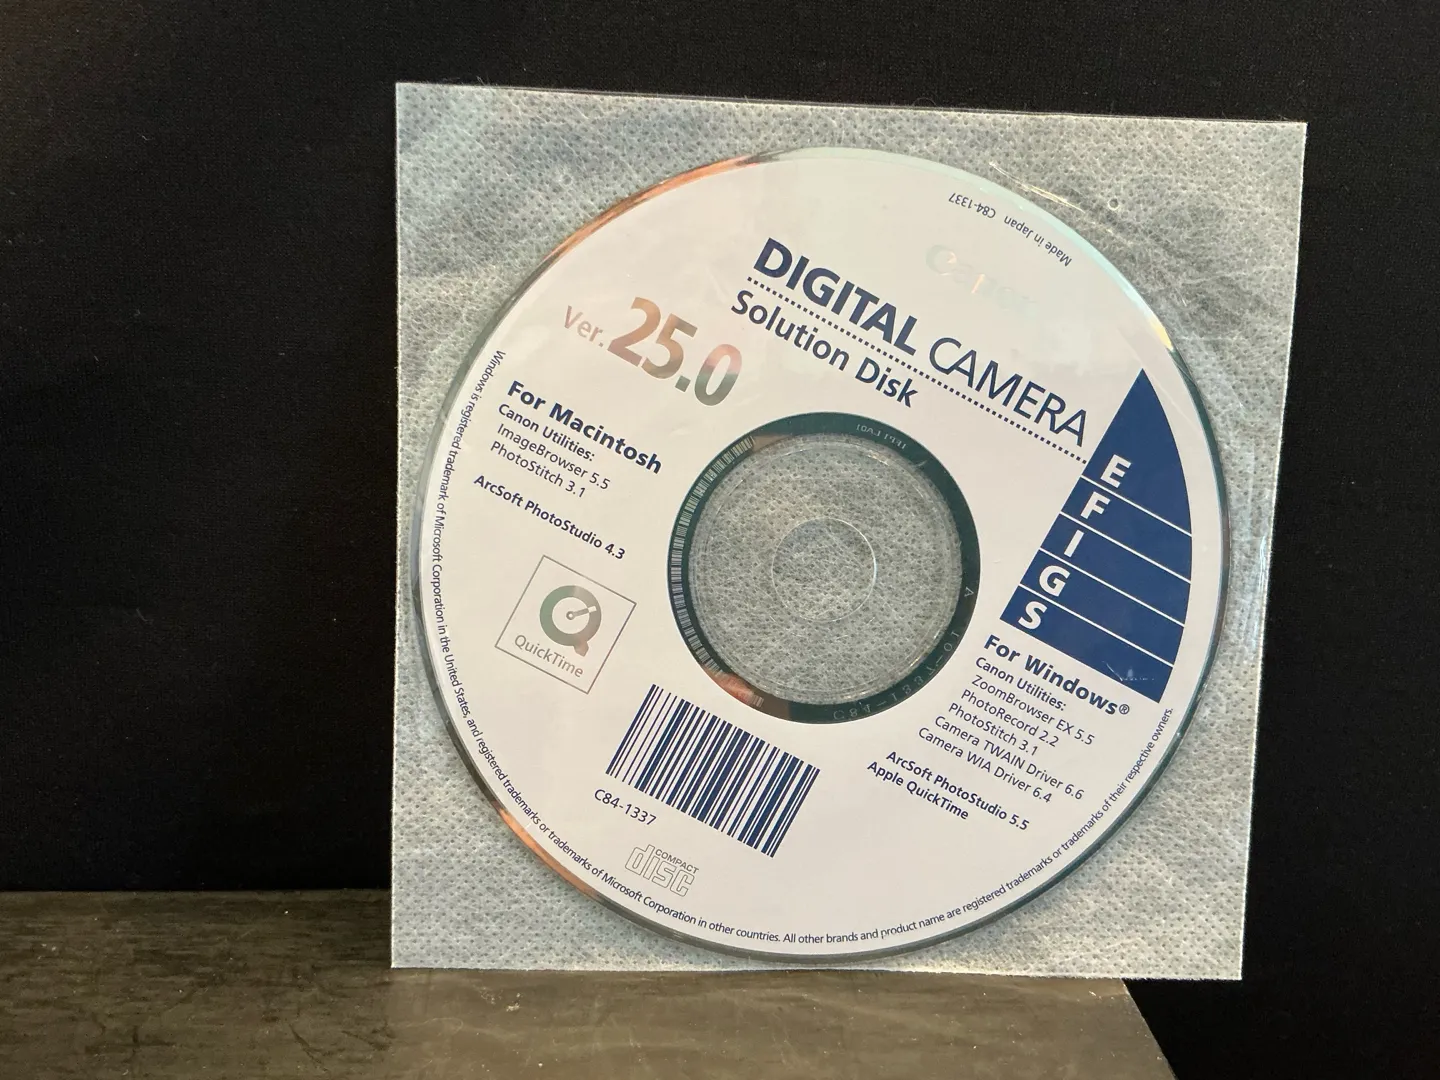 Made in Japan C84-1337
Canon
DIGITAL CAMERA
Solution Disk
Ver. 25.0
For Macintosh
Canon Utilities:
ImageBrowser 5.5
PhotoStitch 3.1
ArcSoft PhotoStudio 4.3
QuickTime
E
F
I
G
S
For Windows®
Canon Utilities:
ZoomBrowser EX 5.5
PhotoRecord 2.2
PhotoStitch 3.1
Camera TWAIN Driver 6.6
Camera WIA Driver 6.4
ArcSoft PhotoStudio 5.5
Apple QuickTime
C84-1337
COMPACT
disc
Windows is registered trademark of Microsoft Corporation in the United States, and registered trademarks or trademarks of Microsoft Corporation in other countries. All other brands and product name are registered trademarks or trademarks of their respective owners.